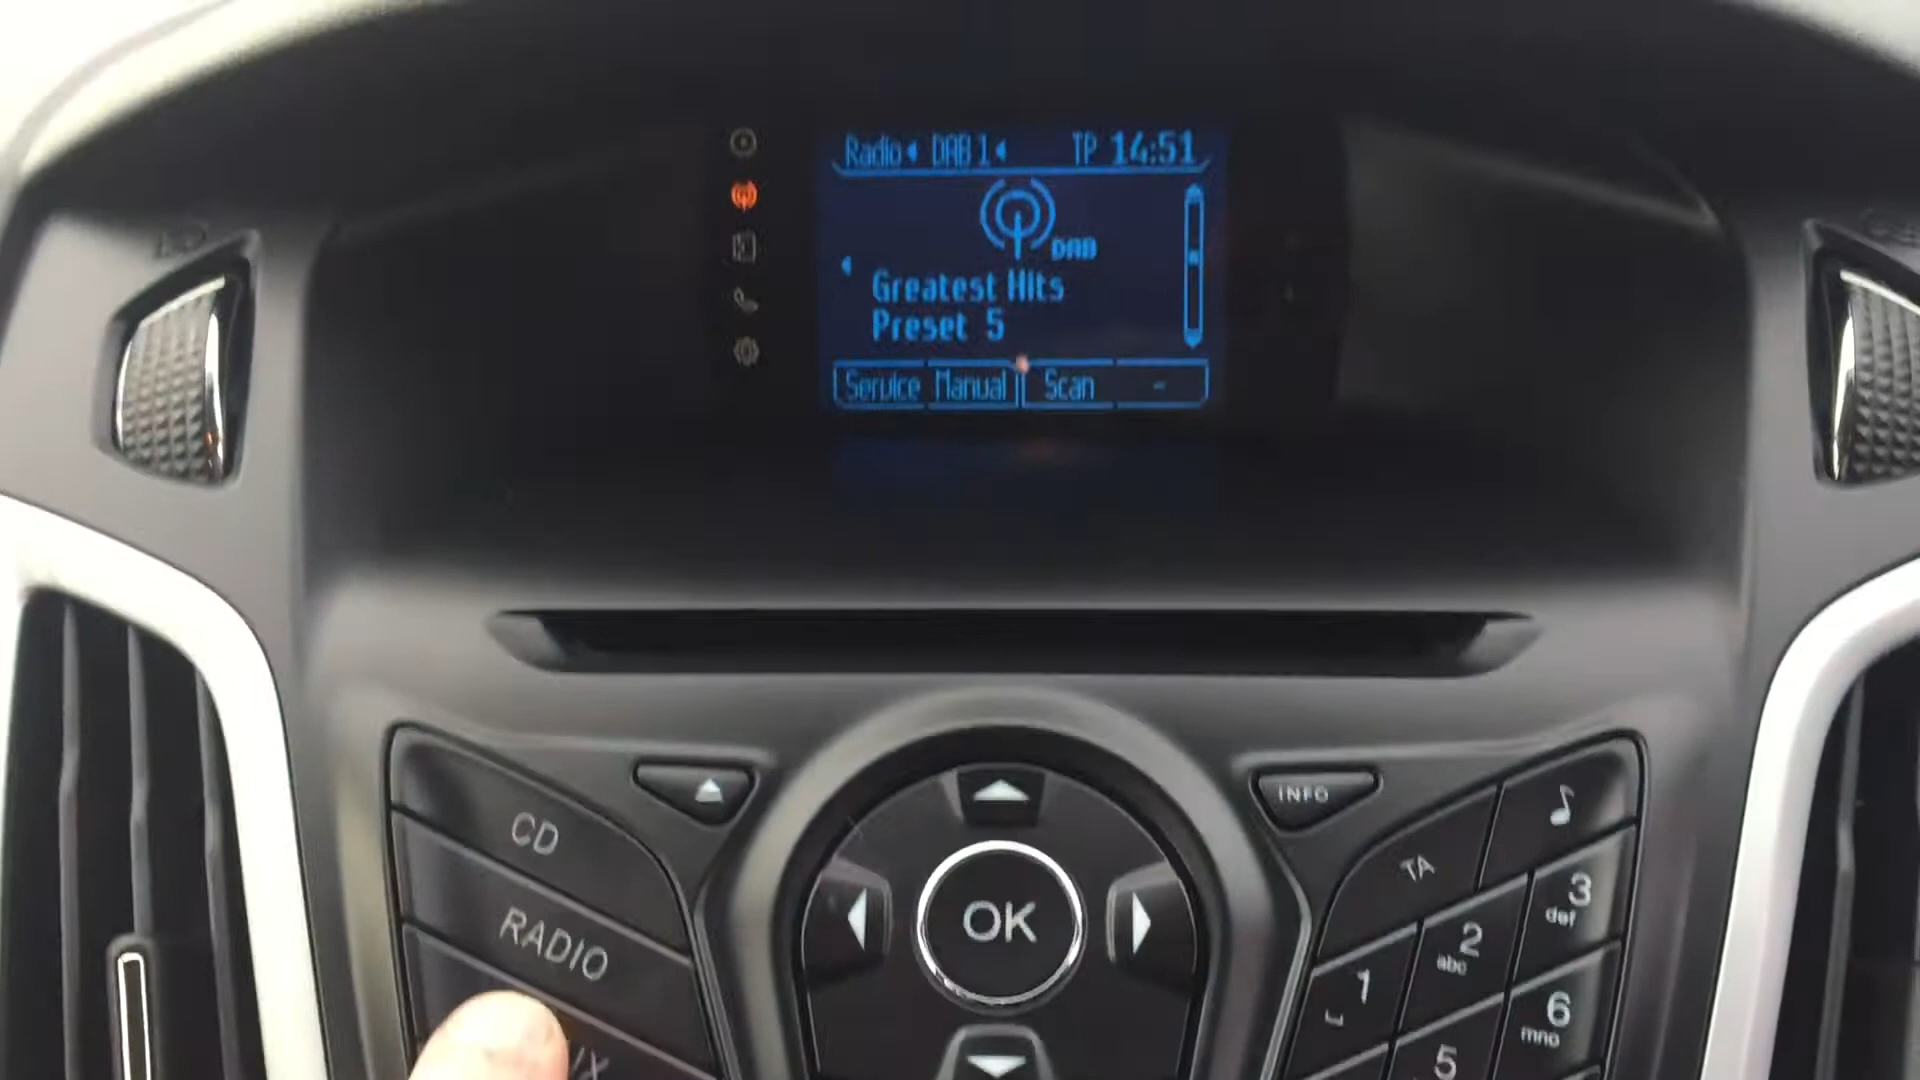 Radio DAB 1 TP 14:51
DAB
Greatest Hits
Preset 5
Service Manual Scan -
CD
RADIO
OK
INFO
TA
1
2 abc
3 def
5
6 mno